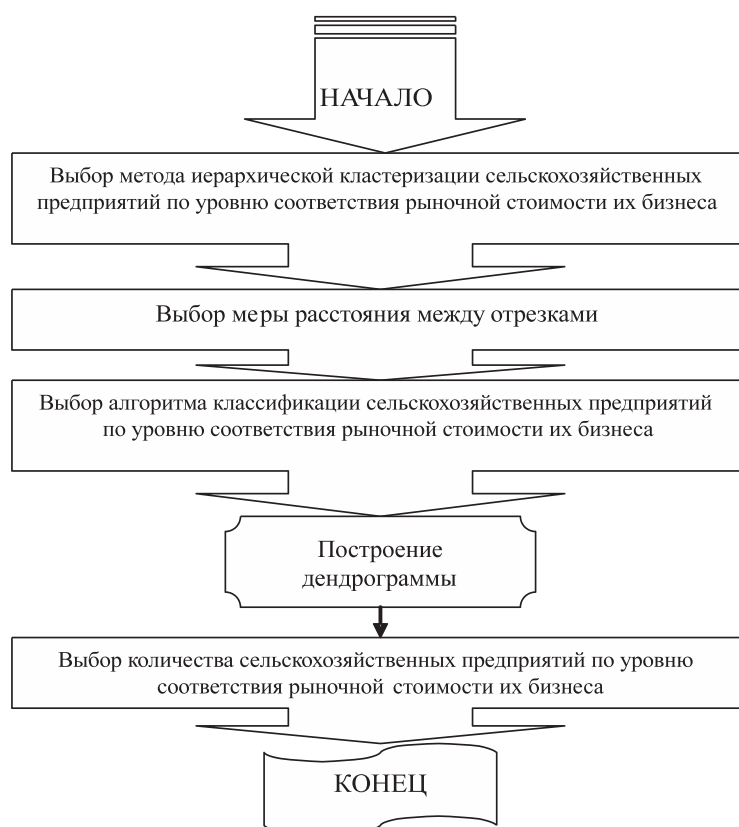 НАЧАЛО
Выбор метода иерархической кластеризации сельскохозяйственных
предприятий по уровню соответствия рыночной стоимости их бизнеса
Выбор меры расстояния между отрезками
Выбор алгоритма классификации сельскохозяйственных предприятий
по уровню соответствия рыночной стоимости их бизнеса
Построение
дендрограммы
Выбор количества сельскохозяйственных предприятий по уровню
соответствия рыночной стоимости их бизнеса
КОНЕЦ